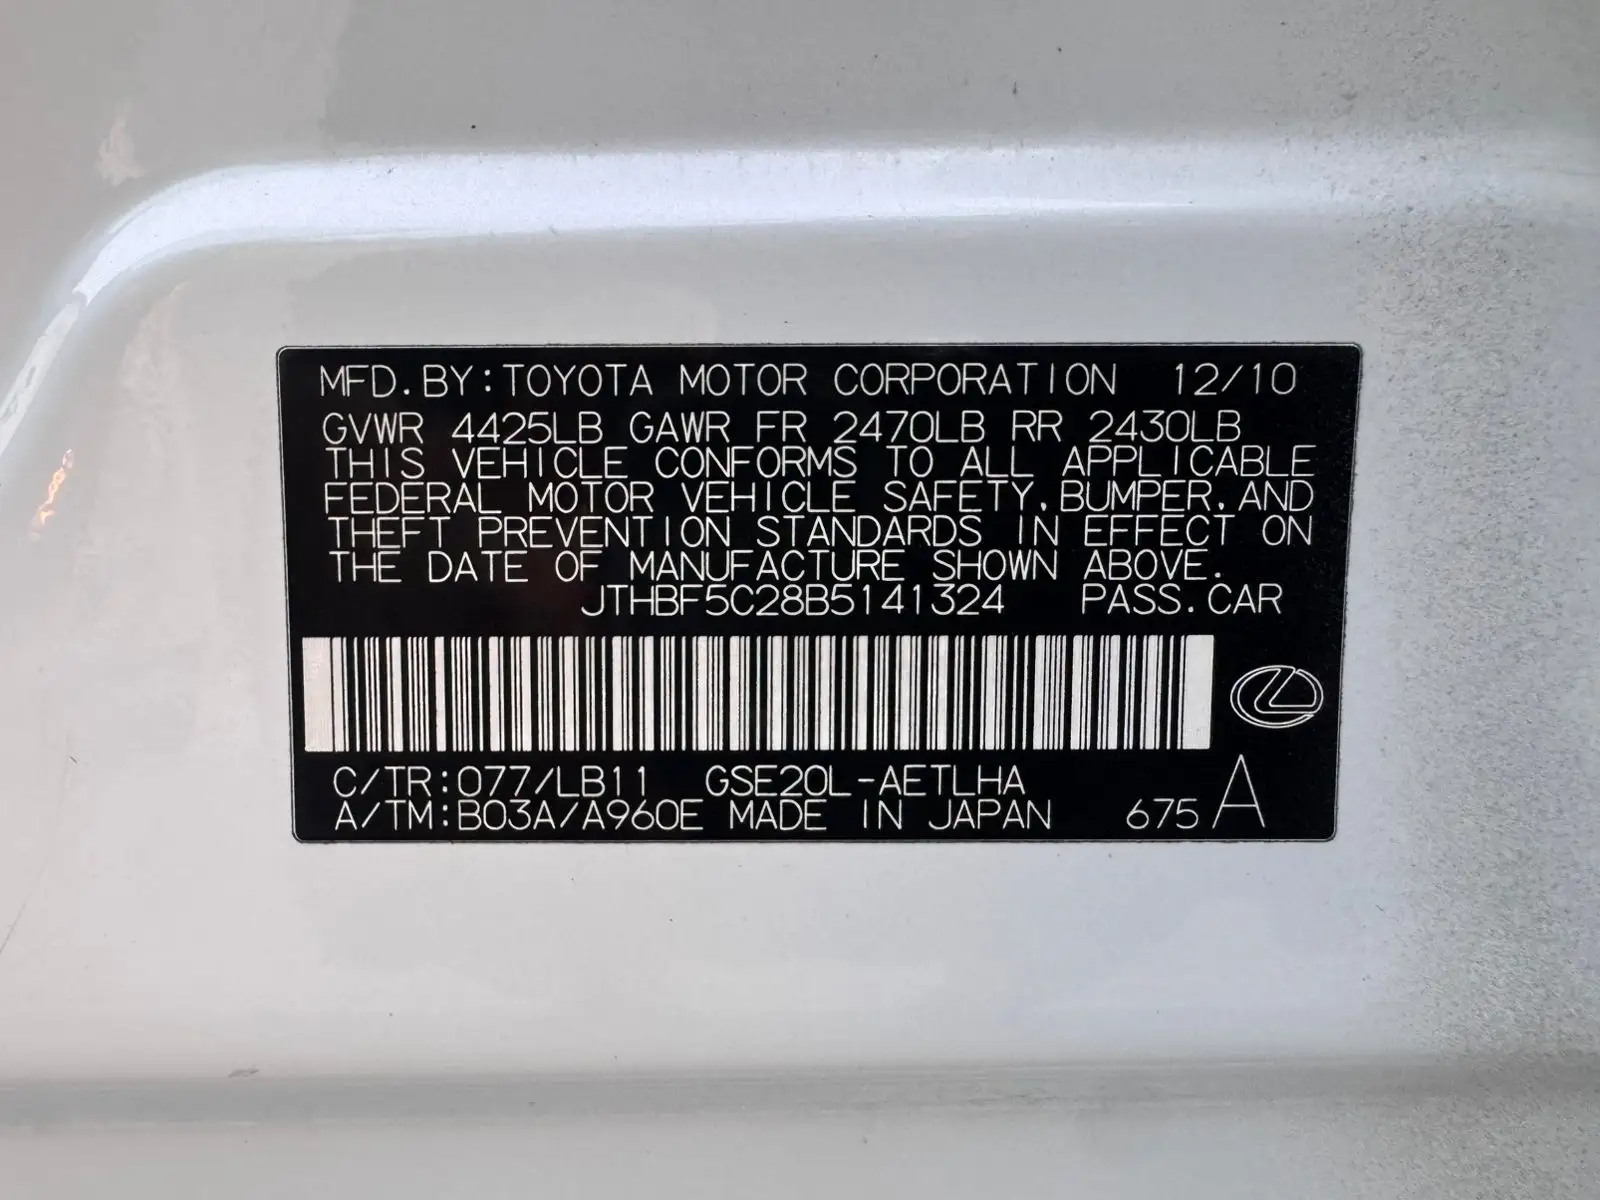 MFD.BY:TOYOTA MOTOR CORPORATION 12/10
GVWR 4425LB GAWR FR 2470LB RR 2430LB
THIS VEHICLE CONFORMS TO ALL APPLICABLE
FEDERAL MOTOR VEHICLE SAFETY,BUMPER,AND
THEFT PREVENTION STANDARDS IN EFFECT ON
THE DATE OF MANUFACTURE SHOWN ABOVE.
JTHBF5C28B5141324 PASS.CAR
C/TR:077/LB11 GSE20L-AETLHA
A/TM:B03A/A960E MADE IN JAPAN 675 A